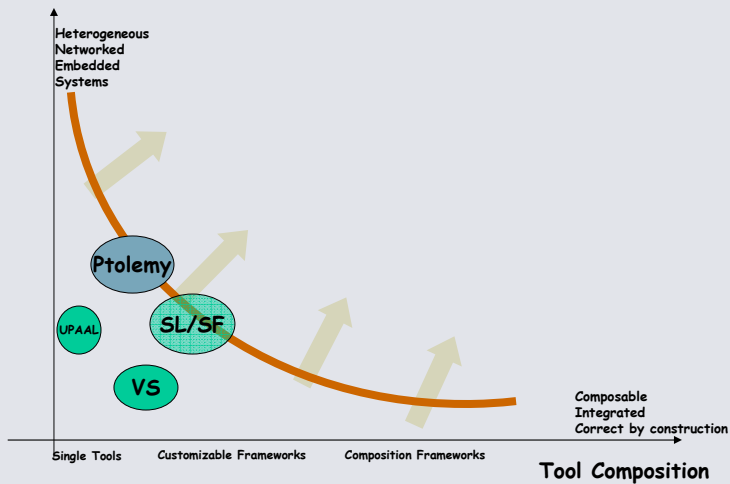 Heterogeneous
Networked
Embedded
Systems
Ptolemy
UPAAL
SL/SF
VS
Composable
Integrated
Correct by construction
Single Tools
Customizable Frameworks
Composition Frameworks
Tool Composition